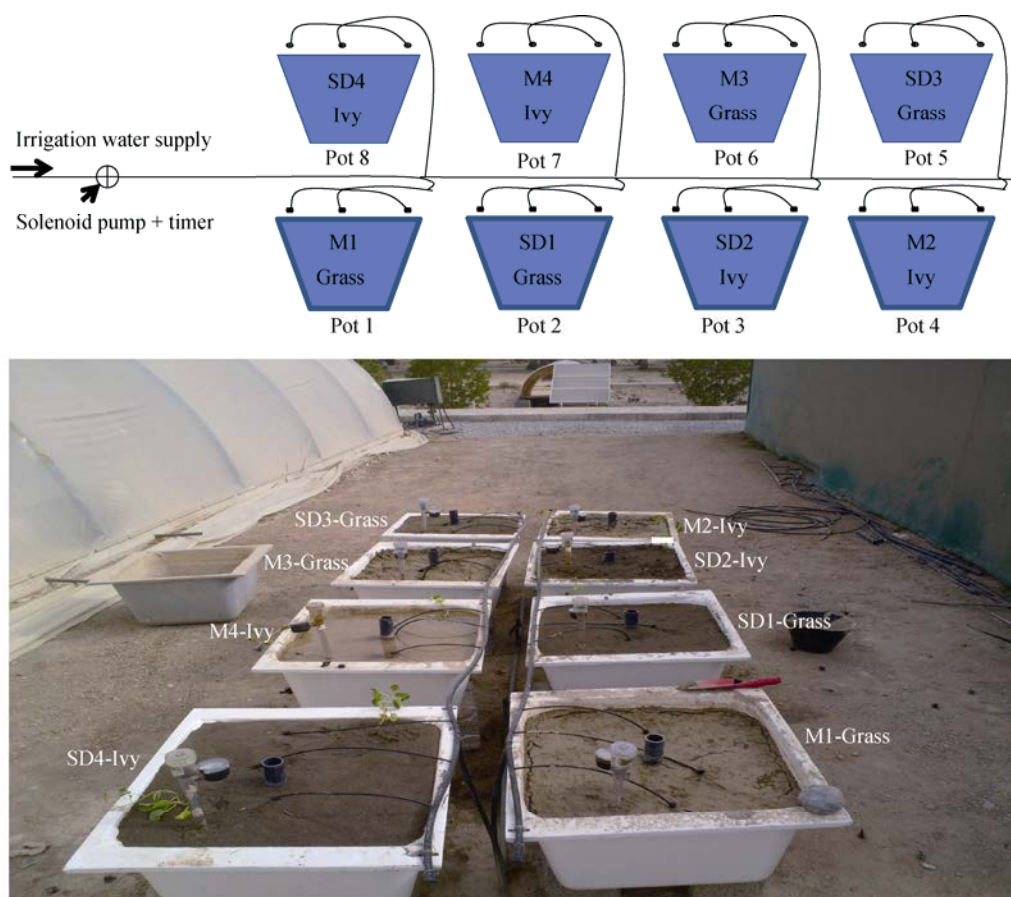 SD4
Ivy
Pot 8
M4
Ivy
Pot 7
M3
Grass
Pot 6
SD3
Grass
Pot 5
Irrigation water supply
Solenoid pump + timer
M1
Grass
Pot 1
SD1
Grass
Pot 2
SD2
Ivy
Pot 3
M2
Ivy
Pot 4
SD3-Grass
M2-Ivy
M3-Grass
SD2-Ivy
M4-Ivy
SD1-Grass
SD4-Ivy
M1-Grass